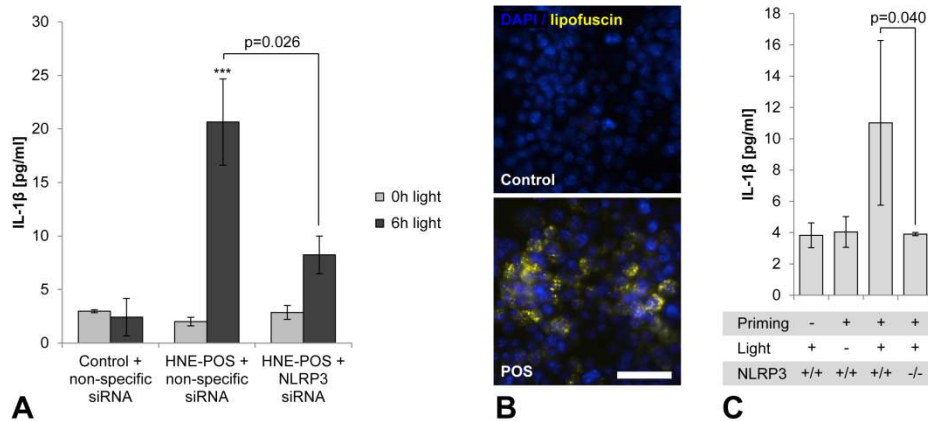 30
25
20
15
10
5
0
IL-1β [pg/ml]
p=0.026
***
0h light
6h light
Control +
non-specific
siRNA
HNE-POS +
non-specific
siRNA
HNE-POS +
NLRP3
siRNA
A
DAPI / lipofuscin
Control
POS
B
18
16
14
12
10
8
6
4
2
0
IL-1β [pg/ml]
p=0.040
Priming - + + +
Light + - + +
NLRP3 +/+ +/+ +/+ -/-
C